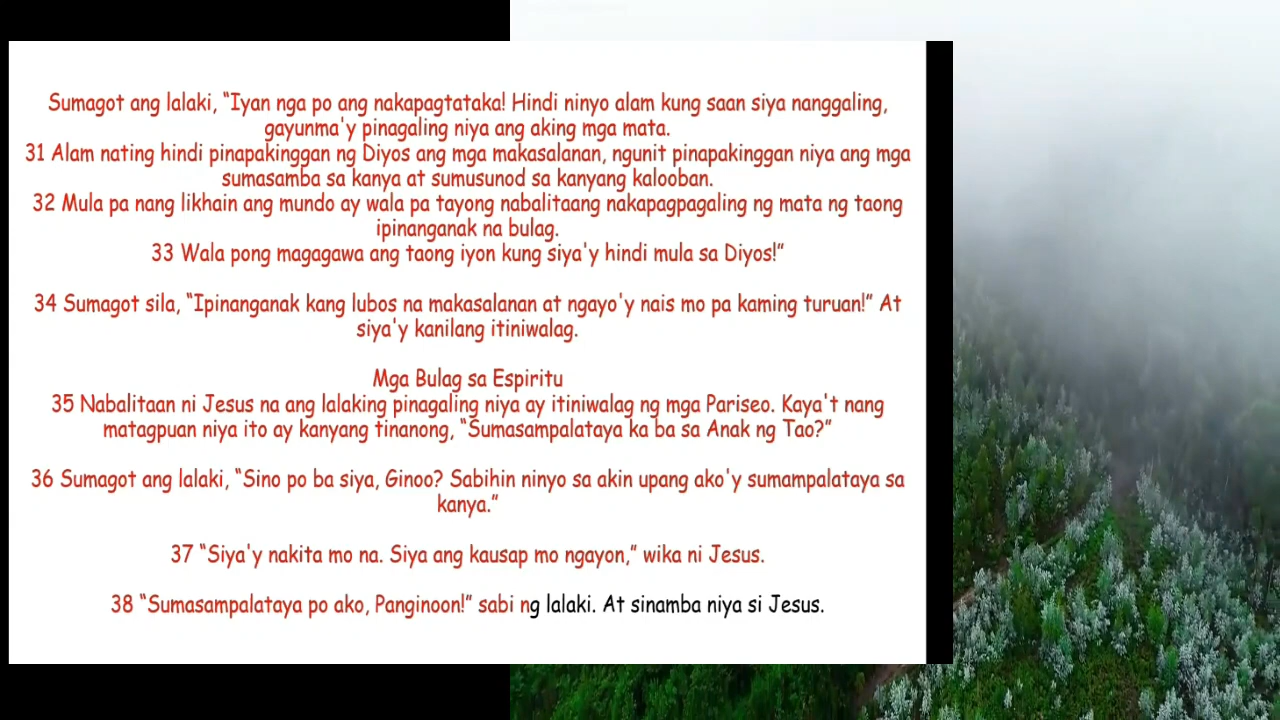 Sumagot ang lalaki, “Iyan nga po ang nakapagtataka! Hindi ninyo alam kung saan siya nanggaling,
gayunma'y pinagaling niya ang aking mga mata.
31 Alam nating hindi pinapakinggan ng Diyos ang mga makasalanan, ngunit pinapakinggan niya ang mga
sumasamba sa kanya at sumusunod sa kanyang kalooban.
32 Mula pa nang likhain ang mundo ay wala pa tayong nabalitaang nakapagpagaling ng mata ng taong
ipinanganak na bulag.
33 Wala pong magagawa ang taong iyon kung siya'y hindi mula sa Diyos!”
34 Sumagot sila, “Ipinanganak kang lubos na makasalanan at ngayo'y nais mo pa kaming turuan!” At
siya'y kanilang itiniwalag.
Mga Bulag sa Espiritu
35 Nabalitaan ni Jesus na ang lalaking pinagaling niya ay itiniwalag ng mga Pariseo. Kaya't nang
matagpuan niya ito ay kanyang tinanong, “Sumasampalataya ka ba sa Anak ng Tao?”
36 Sumagot ang lalaki, “Sino po ba siya, Ginoo? Sabihin ninyo sa akin upang ako'y sumampalataya sa
kanya.”
37 “Siya'y nakita mo na. Siya ang kausap mo ngayon,” wika ni Jesus.
38 “Sumasampalataya po ako, Panginoon!” sabi ng lalaki. At sinamba niya si Jesus.